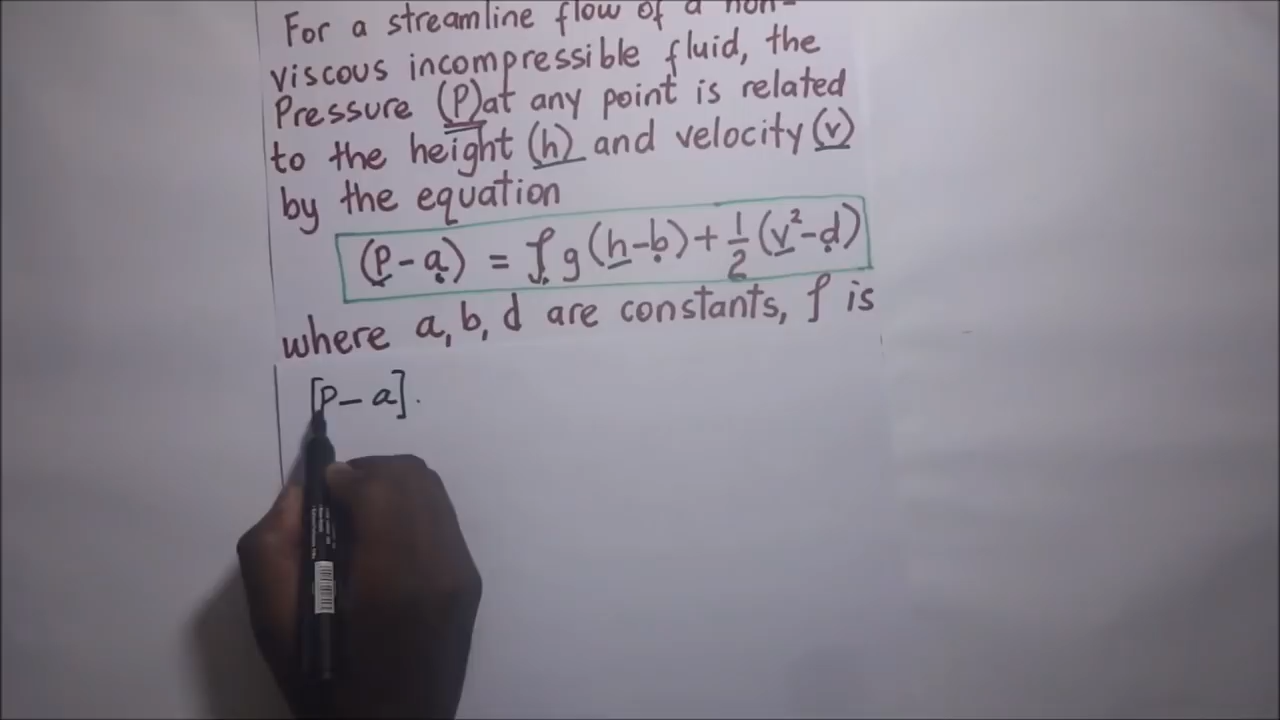 For a streamline flow of a non-
viscous incompressible fluid, the
Pressure (P) at any point is related
to the height (h) and velocity (v)
by the equation
(P-a) = ρg(h-b)+½(v²-d)
where a, b, d are constants, ρ is
[P-a].